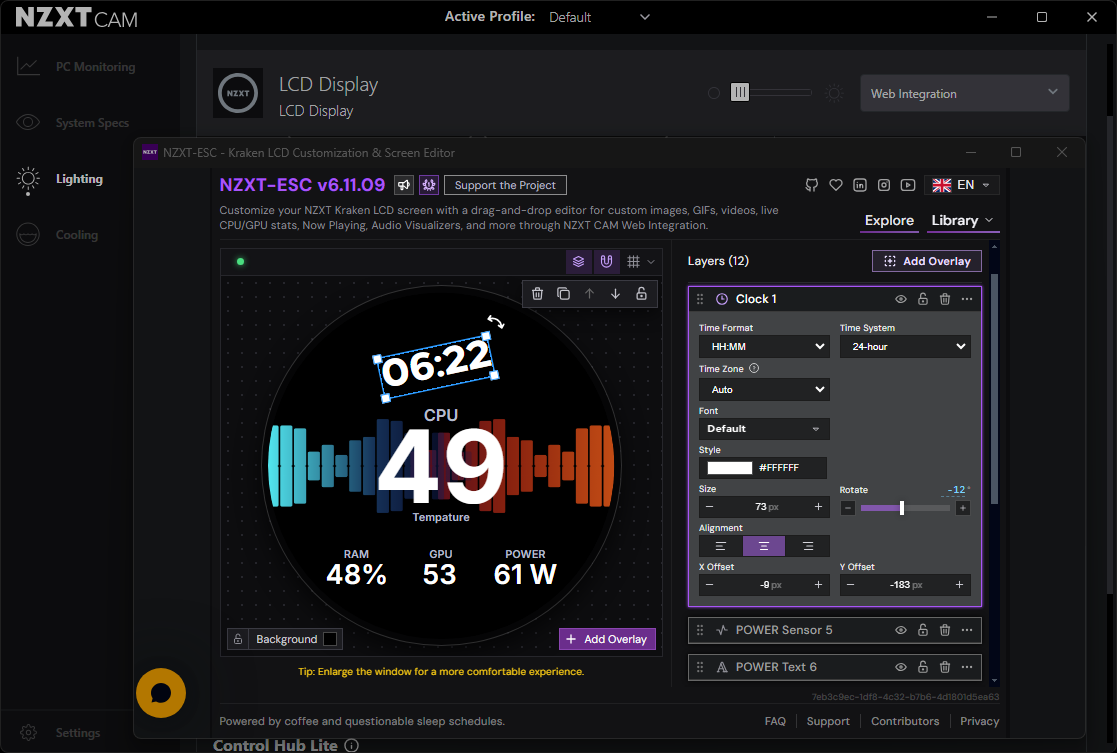 NZXT CAM
Active Profile: Default
PC Monitoring
System Specs
Lighting
Cooling
Settings
NZXT
LCD Display
LCD Display
Web Integration
NZXT NZXT-ESC - Kraken LCD Customization & Screen Editor
NZXT-ESC v6.11.09
Support the Project
EN
Customize your NZXT Kraken LCD screen with a drag-and-drop editor for custom images, GIFs, videos, live
CPU/GPU stats, Now Playing, Audio Visualizers, and more through NZXT CAM Web Integration.
Explore
Library
06:22
CPU
49
Tempature
RAM
GPU
POWER
48%
53
61 W
Background
+ Add Overlay
Tip: Enlarge the window for a more comfortable experience.
Layers (12)
Add Overlay
Clock 1
Time Format
Time System
HH:MM
24-hour
Time Zone ?
Auto
Font
Default
Style
#FFFFFF
Size
Rotate
-12°
− 73 px +
− +
Alignment
X Offset
Y Offset
− -9 px +
− -183 px +
POWER Sensor 5
A POWER Text 6
7eb3c9ec-1df8-4c32-b7b6-4d1801d5ea63
Powered by coffee and questionable sleep schedules.
FAQ
Support
Contributors
Privacy
Control Hub Lite i